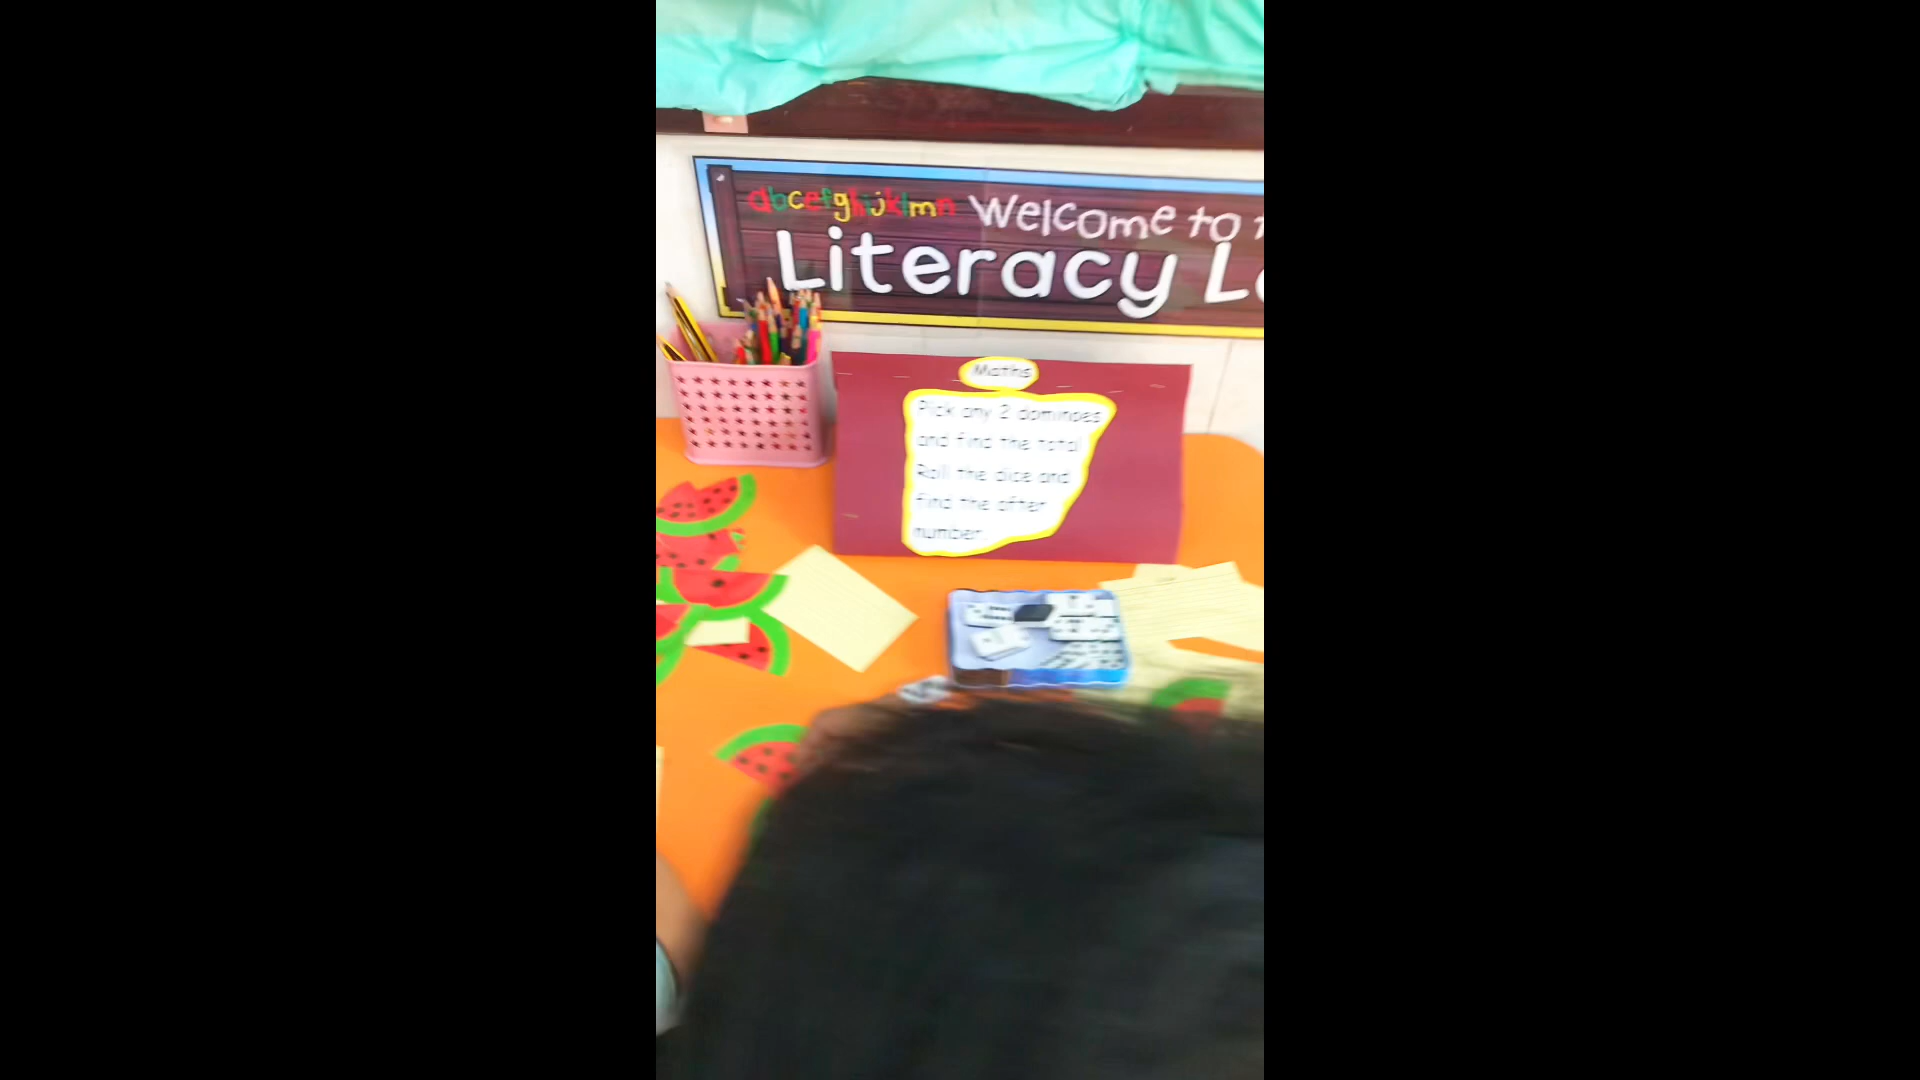 abcefghijklmn Welcome to
Literacy
Maths
Pick any 2 dominoes
and find the total
Roll the dice and
find the after
number.